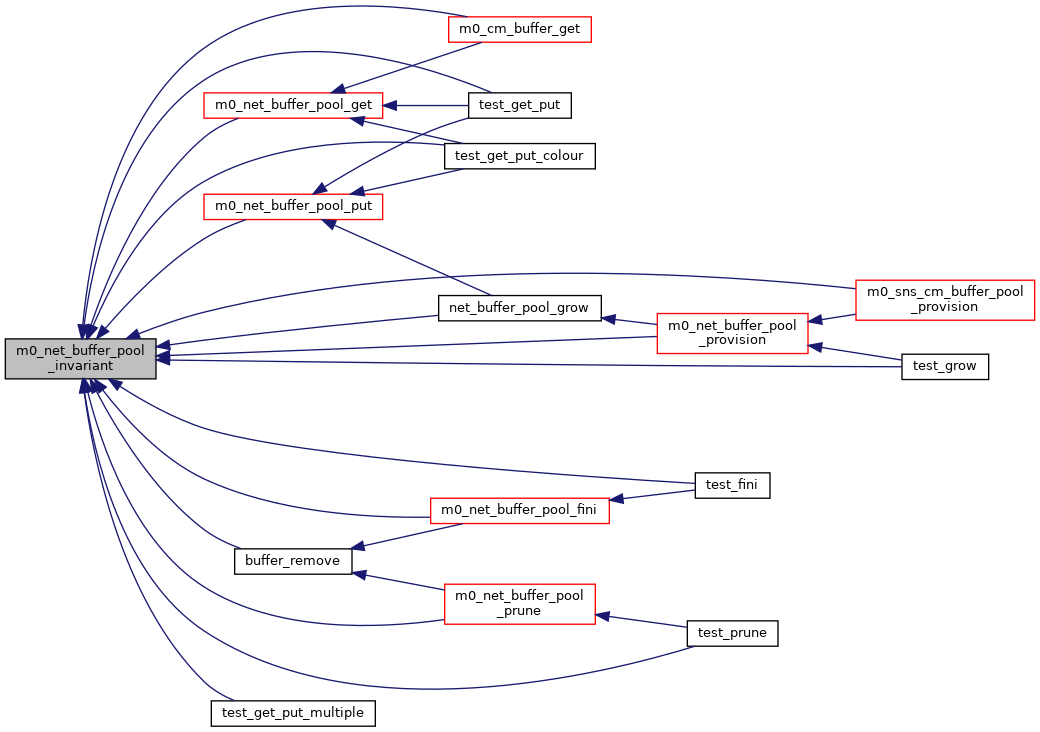 m0_cm_buffer_get
m0_net_buffer_pool_get
test_get_put
test_get_put_colour
m0_net_buffer_pool_put
m0_sns_cm_buffer_pool
_provision
net_buffer_pool_grow
m0_net_buffer_pool
_provision
m0_net_buffer_pool
_invariant
test_grow
test_fini
m0_net_buffer_pool_fini
buffer_remove
m0_net_buffer_pool
_prune
test_prune
test_get_put_multiple